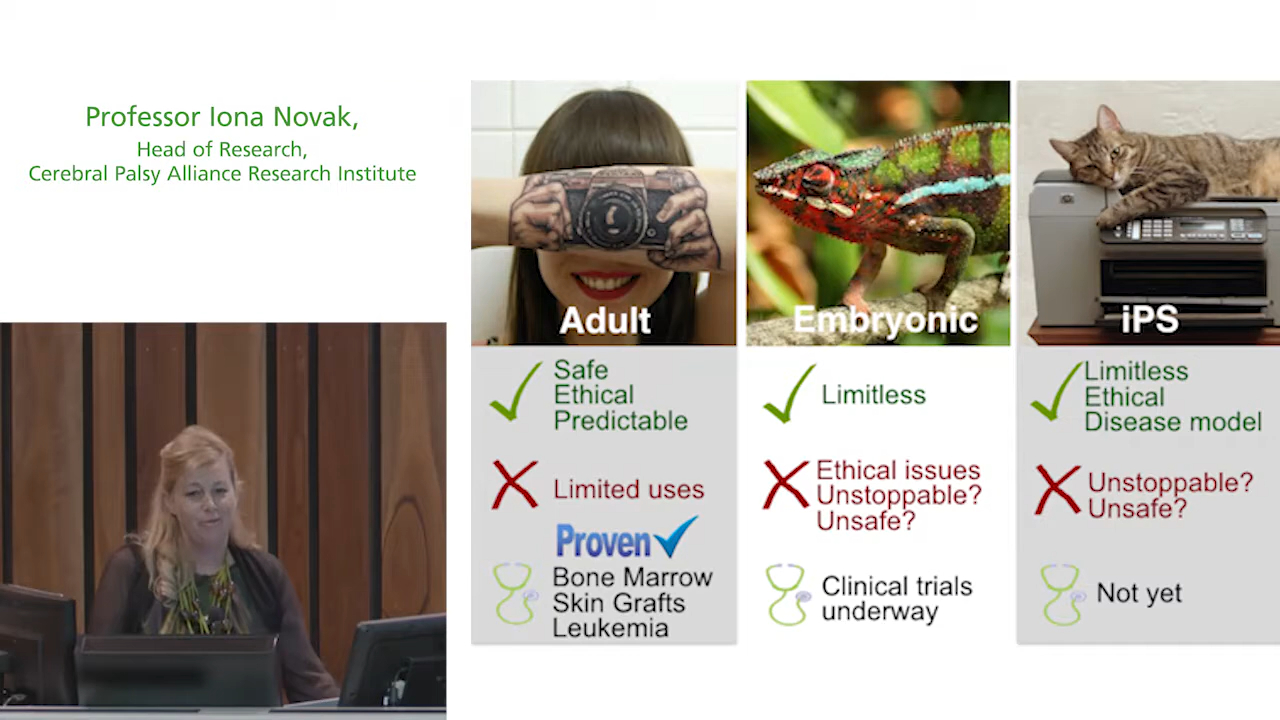 Professor Iona Novak,
Head of Research,
Cerebral Palsy Alliance Research Institute
Adult
Safe
Ethical
Predictable
Limited uses
Proven
Bone Marrow
Skin Grafts
Leukemia
Embryonic
Limitless
Ethical issues
Unstoppable?
Unsafe?
Clinical trials
underway
iPS
Limitless
Ethical
Disease model
Unstoppable?
Unsafe?
Not yet